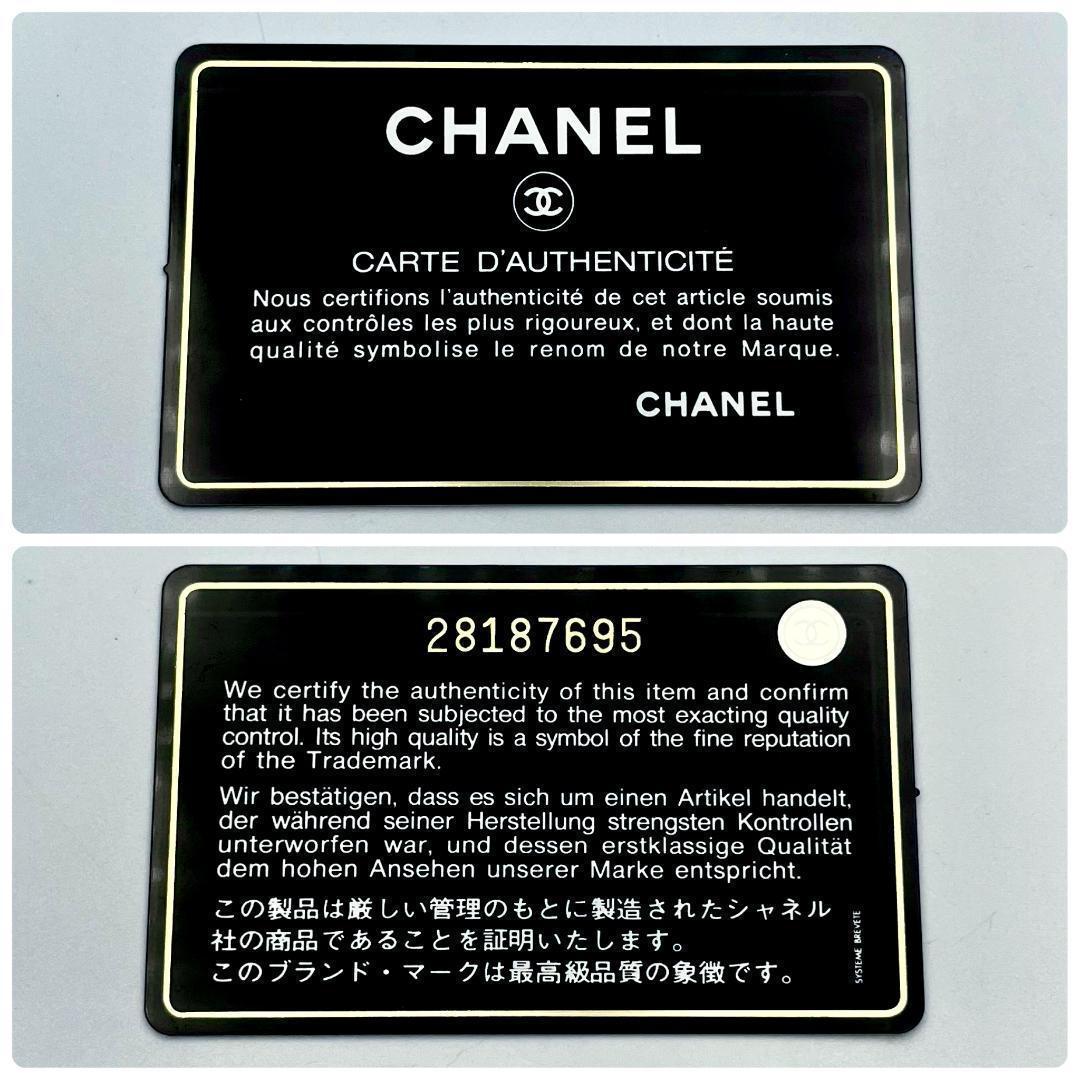 CHANEL
CARTE D'AUTHENTICITÉ
Nous certifions l'authenticité de cet article soumis
aux contrôles les plus rigoureux, et dont la haute
qualité symbolise le renom de notre Marque.
CHANEL
28187695
We certify the authenticity of this item and confirm
that it has been subjected to the most exacting quality
control. Its high quality is a symbol of the fine reputation
of the Trademark.
Wir bestätigen, dass es sich um einen Artikel handelt,
der während seiner Herstellung strengsten Kontrollen
unterworfen war, und dessen erstklassige Qualität
dem hohen Ansehen unserer Marke entspricht.
この製品は厳しい管理のもとに製造されたシャネル
社の商品であることを証明いたします。
このブランド・マークは最高級品質の象徴です。
SYSTEME BREVETE